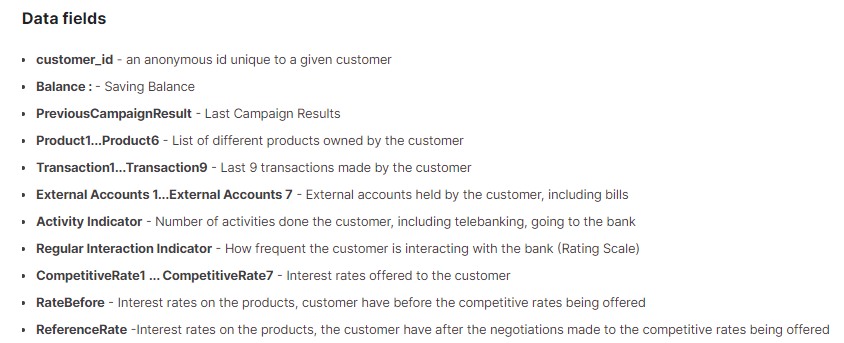 Data fields
• customer_id - an anonymous id unique to a given customer
• Balance : - Saving Balance
• PreviousCampaignResult - Last Campaign Results
• Product1...Product6 - List of different products owned by the customer
• Transaction1...Transaction9 - Last 9 transactions made by the customer
• External Accounts 1...External Accounts 7 - External accounts held by the customer, including bills
• Activity Indicator - Number of activities done the customer, including telebanking, going to the bank
• Regular Interaction Indicator - How frequent the customer is interacting with the bank (Rating Scale)
• CompetitiveRate1 ... CompetitiveRate7 - Interest rates offered to the customer
• RateBefore - Interest rates on the products, customer have before the competitive rates being offered
• ReferenceRate -Interest rates on the products, the customer have after the negotiations made to the competitive rates being offered